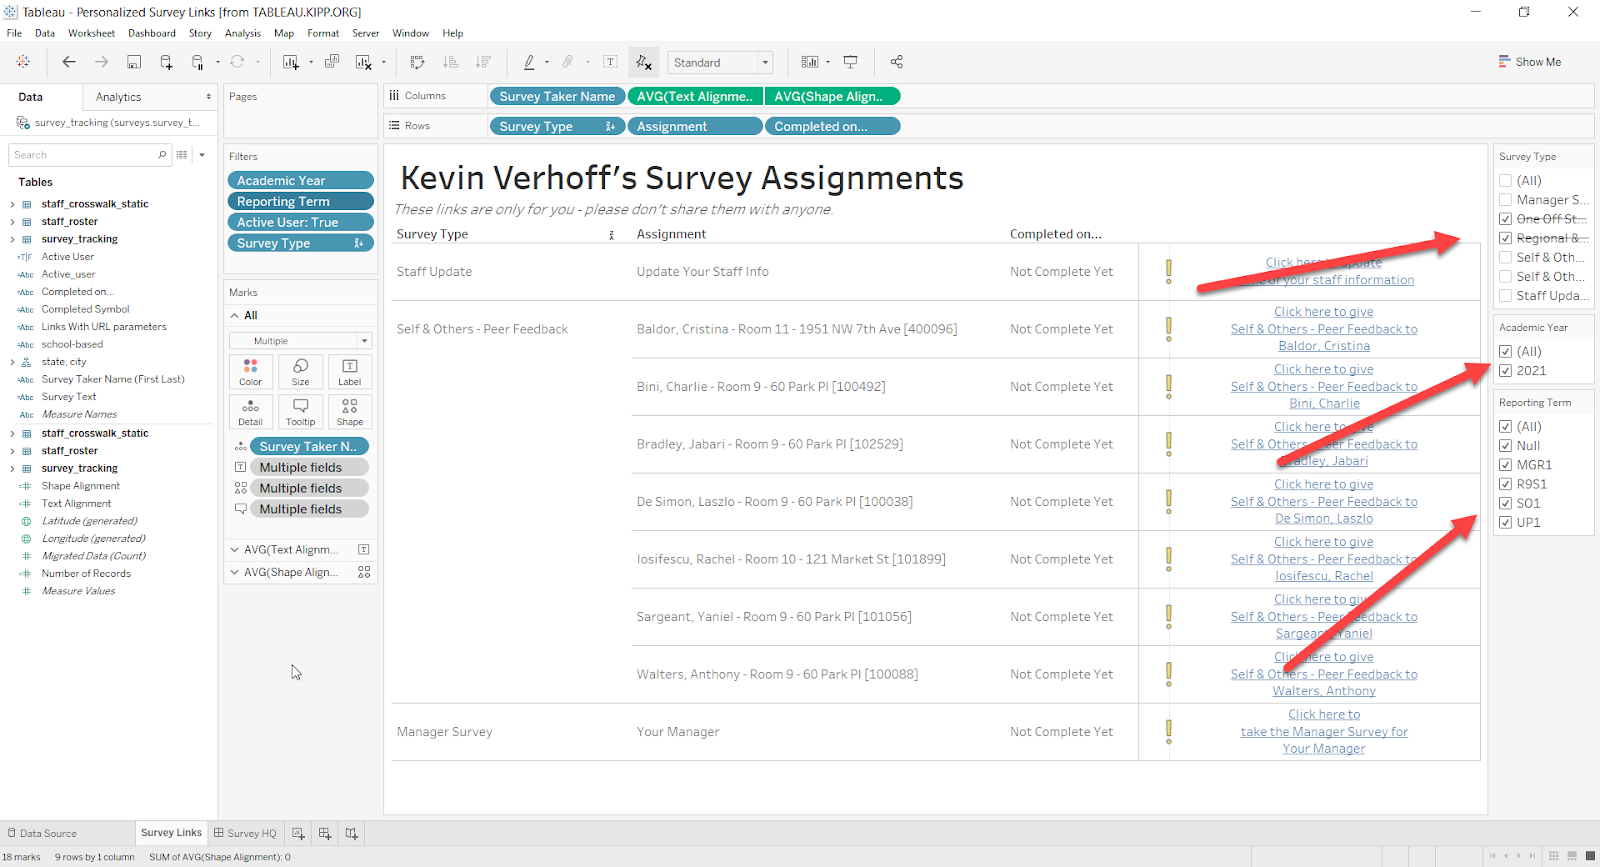 Tableau - Personalized Survey Links [from TABLEAU.KIPP.ORG]
File Data Worksheet Dashboard Story Analysis Map Format Server Window Help
Standard
Show Me
Data Analytics
survey_tracking (surveys.survey_t...
Search
Tables
staff_crosswalk_static
staff_roster
survey_tracking
Active User
Active_user
Completed on...
Completed Symbol
Links With URL parameters
school-based
state, city
Survey Taker Name (First Last)
Survey Text
Measure Names
staff_crosswalk_static
staff_roster
survey_tracking
Shape Alignment
Text Alignment
Latitude (generated)
Longitude (generated)
Migrated Data (Count)
Number of Records
Measure Values
Pages
Filters
Academic Year
Reporting Term
Active User: True
Survey Type
Marks
All
Multiple
Color Size Label
Detail Tooltip Shape
Survey Taker N..
Multiple fields
Multiple fields
Multiple fields
AVG(Text Alignm...
AVG(Shape Align...
Columns Survey Taker Name AVG(Text Alignme.. AVG(Shape Align..
Rows Survey Type Assignment Completed on...
Kevin Verhoff's Survey Assignments
These links are only for you - please don't share them with anyone.
Survey Type Assignment Completed on...
Staff Update Update Your Staff Info Not Complete Yet
Click here to update
of your staff information
Self & Others - Peer Feedback Baldor, Cristina - Room 11 - 1951 NW 7th Ave [400096] Not Complete Yet
Click here to give
Self & Others - Peer Feedback to
Baldor, Cristina
Bini, Charlie - Room 9 - 60 Park Pl [100492] Not Complete Yet
Click here to give
Self & Others - Peer Feedback to
Bini, Charlie
Bradley, Jabari - Room 9 - 60 Park Pl [102529] Not Complete Yet
Click here to give
Self & Others - Peer Feedback to
Bradley, Jabari
De Simon, Laszlo - Room 9 - 60 Park Pl [100038] Not Complete Yet
Click here to give
Self & Others - Peer Feedback to
De Simon, Laszlo
Iosifescu, Rachel - Room 10 - 121 Market St [101899] Not Complete Yet
Click here to give
Self & Others - Peer Feedback to
Iosifescu, Rachel
Sargeant, Yaniel - Room 9 - 60 Park Pl [101056] Not Complete Yet
Click here to give
Self & Others - Peer Feedback to
Sargeant, Yaniel
Walters, Anthony - Room 9 - 60 Park Pl [100088] Not Complete Yet
Click here to give
Self & Others - Peer Feedback to
Walters, Anthony
Manager Survey Your Manager Not Complete Yet
Click here to
take the Manager Survey for
Your Manager
Survey Type
(All)
Manager S...
One Off St...
Regional &...
Self & Oth...
Self & Oth...
Staff Upda...
Academic Year
(All)
2021
Reporting Term
(All)
Null
MGR1
R9S1
SO1
UP1
Data Source Survey Links Survey HQ
18 marks 9 rows by 1 column SUM of AVG(Shape Alignment): 0